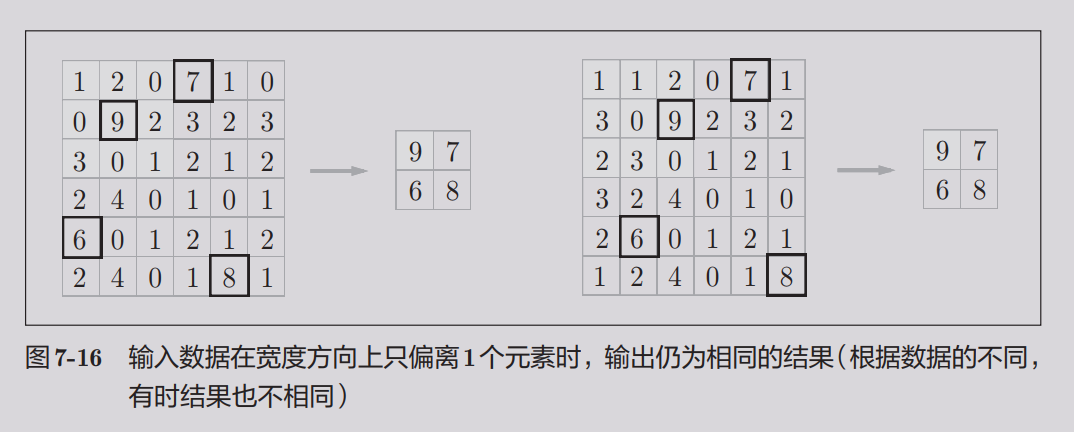 1 2 0 7 1 0
0 9 2 3 2 3
3 0 1 2 1 2
2 4 0 1 0 1
6 0 1 2 1 2
2 4 0 1 8 1
9 7
6 8
1 1 2 0 7 1
3 0 9 2 3 2
2 3 0 1 2 1
3 2 4 0 1 0
2 6 0 1 2 1
1 2 4 0 1 8
9 7
6 8
图7-16 输入数据在宽度方向上只偏离1个元素时，输出仍为相同的结果（根据数据的不同，
有时结果也不相同）